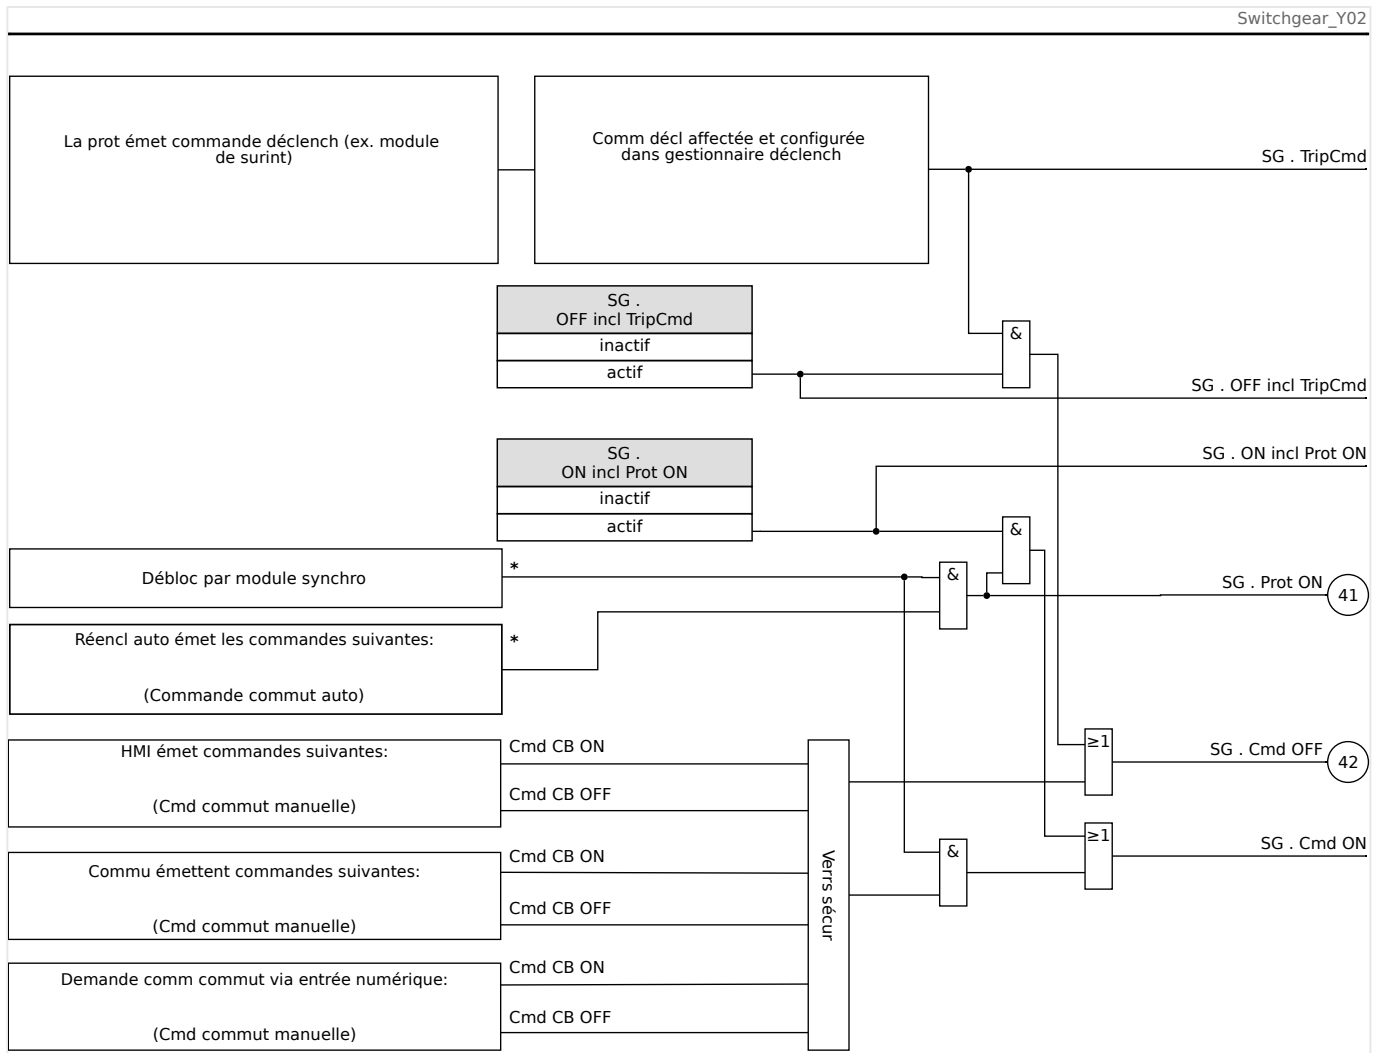 Switchgear_Y02
La prot émet commande déclench (ex. module
de surint)
Comm décl affectée et configurée
dans gestionnaire déclench
SG . TripCmd
SG .
OFF incl TripCmd
inactif
actif
&
SG . OFF incl TripCmd
SG .
ON incl Prot ON
inactif
actif
SG . ON incl Prot ON
&
Débloc par module synchro
*
&
SG . Prot ON
41
Réencl auto émet les commandes suivantes:
(Commande commut auto)
*
HMI émet commandes suivantes:
(Cmd commut manuelle)
Cmd CB ON
Cmd CB OFF
≥1
SG . Cmd OFF
42
Commu émettent commandes suivantes:
(Cmd commut manuelle)
Cmd CB ON
Cmd CB OFF
Verrs sécur
&
≥1
SG . Cmd ON
Demande comm commut via entrée numérique:
(Cmd commut manuelle)
Cmd CB ON
Cmd CB OFF